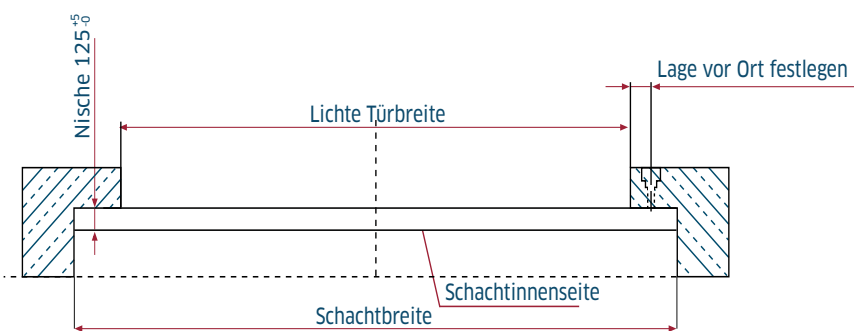 Nische 125 +5 -0
Lage vor Ort festlegen
Lichte Türbreite
Schachtinnenseite
Schachtbreite